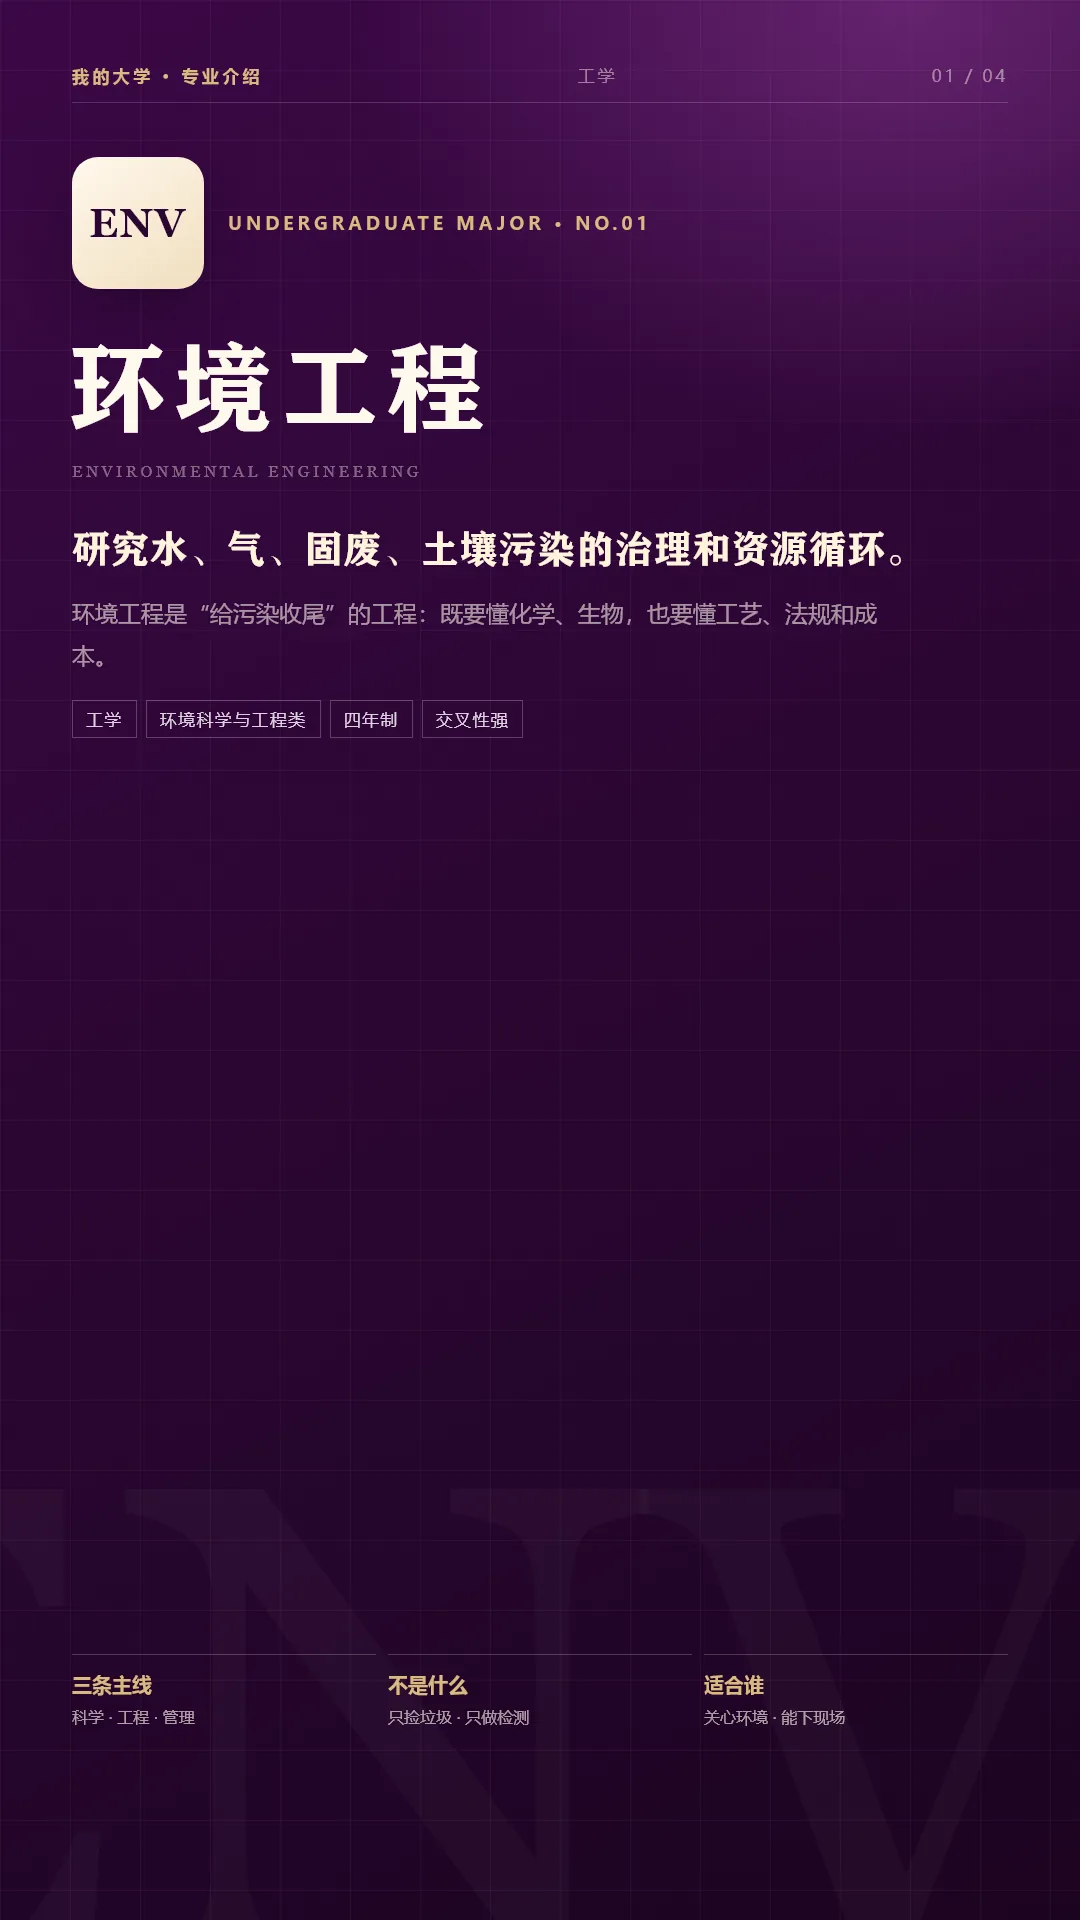 我的大学 · 专业介绍
工学
01 / 04
ENV
UNDERGRADUATE MAJOR · NO.01
环境工程
ENVIRONMENTAL ENGINEERING
研究水、气、固废、土壤污染的治理和资源循环。
环境工程是“给污染收尾”的工程：既要懂化学、生物，也要懂工艺、法规和成
本。
工学
环境科学与工程类
四年制
交叉性强
ENV
三条主线
科学 · 工程 · 管理
不是什么
只捡垃圾 · 只做检测
适合谁
关心环境 · 能下现场